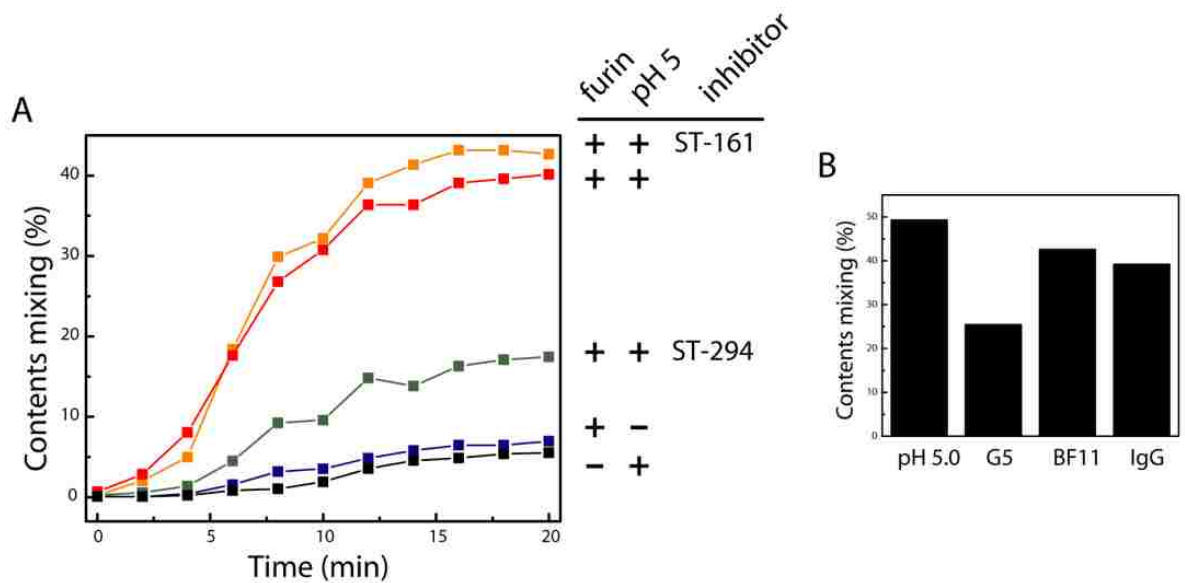 A
furin pH 5 inhibitor
Contents mixing (%)
40
30
20
10
0
0 5 10 15 20
Time (min)
+ + ST-161
+ +
+ + ST-294
+ −
− +
B
Contents mixing (%)
50
40
30
20
10
0
pH 5.0 G5 BF11 IgG